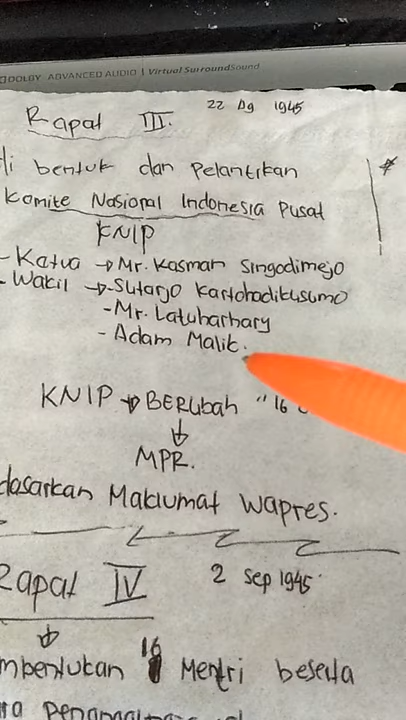 DOLBY ADVANCED AUDIO | Virtual SurroundSound
Rapat III. 22 Ag 1945
di bentuk dan Pelantikan
Komite Nasional Indonesia Pusat
KNIP
- Ketua → Mr. Kasman Singodimejo
- Wakil → Sutarjo Kartohadikusumo
- Mr. Latuharhary
- Adam Malik.
KNIP → BERUbah "16
↓
MPR.
dasarkan Maklumat Wapres.
Rapat IV 2 Sep 1945
↓
mbentukan 16 Mentri beserta